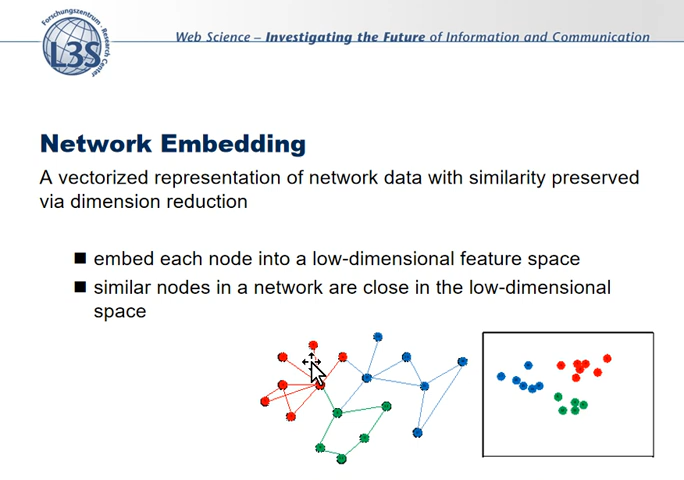 Forschungszentrum - Research Center
L3S
Web Science – Investigating the Future of Information and Communication
Network Embedding
A vectorized representation of network data with similarity preserved
via dimension reduction
embed each node into a low-dimensional feature space
similar nodes in a network are close in the low-dimensional
space